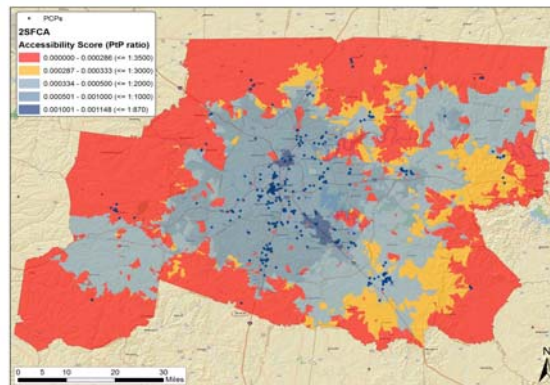 PCPs
2SFCA
Accessibility Score (PtP ratio)
0.000000 - 0.000286 (<= 1:3500)
0.000287 - 0.000333 (<= 1:3000)
0.000334 - 0.000500 (<= 1:2000)
0.000501 - 0.001000 (<= 1:1000)
0.001001 - 0.001148 (<= 1:870)
0 5 10 20 30
Miles
N